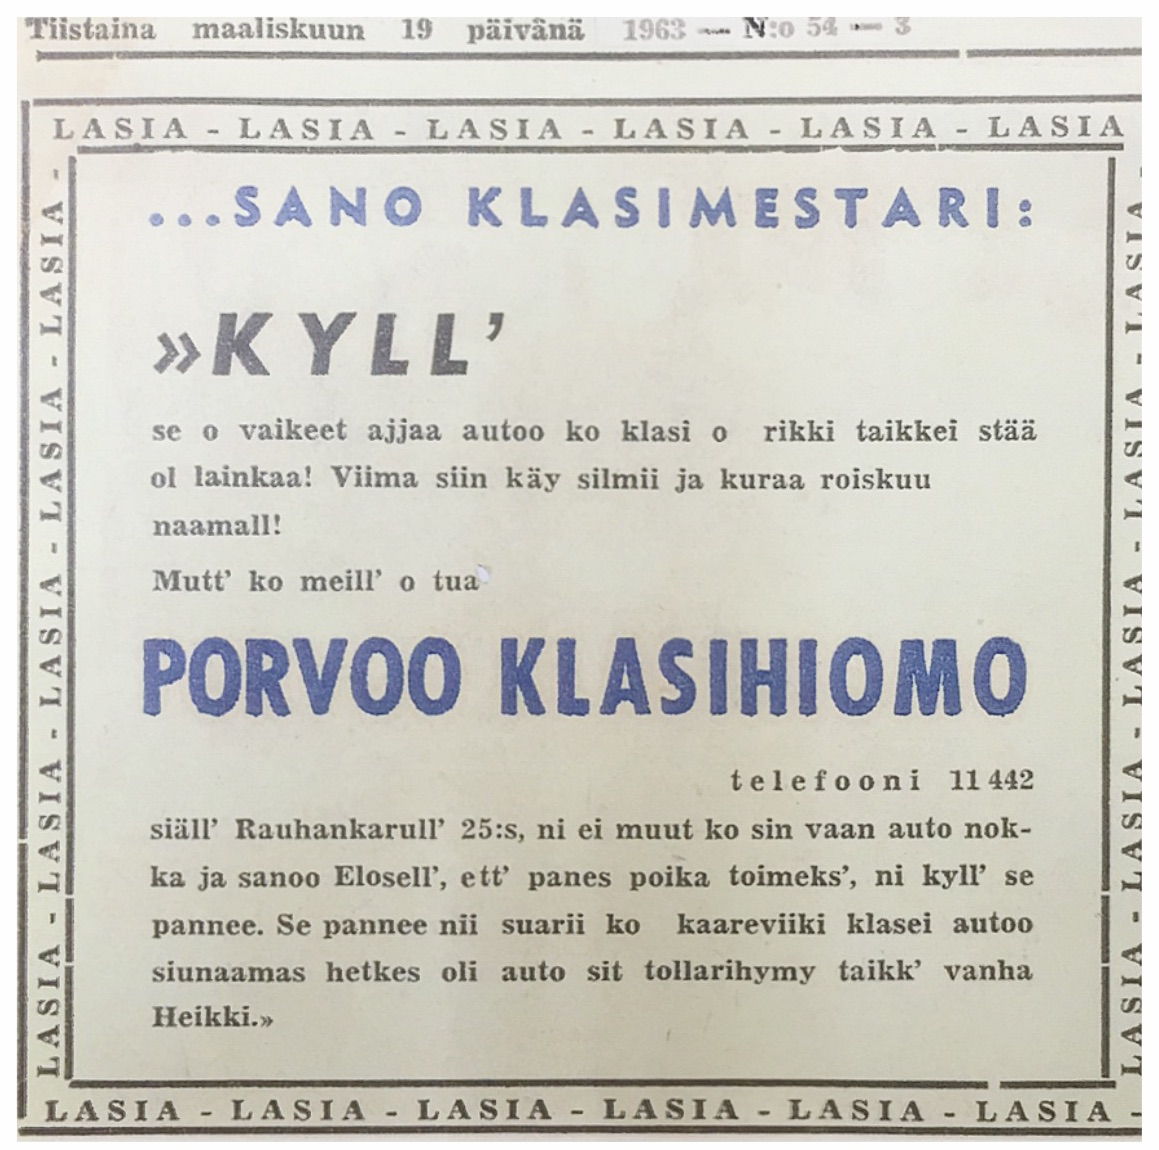 Tiistaina maaliskuun 19 päivänä 1963 — N:o 54 — 3
LASIA - LASIA - LASIA - LASIA - LASIA - LASIA
LASIA - LASIA - LASIA - LASIA - LASIA -
...SANO KLASIMESTARI:
»KYLL’
se o vaikeet ajjaa autoo ko klasi o rikki taikkei stää
ol lainkaa! Viima siin käy silmii ja kuraa roiskuu
naamall!
Mutt’ ko meill’ o tua
PORVOO KLASIHIOMO
telefooni 11 442
siäll’ Rauhankarull’ 25:s, ni ei muut ko sin vaan auto nok-
ka ja sanoo Elosell’, ett’ panes poika toimeks’, ni kyll’ se
pannee. Se pannee nii suarii ko kaareviiki klasei autoo
siunaamas hetkes oli auto sit tollarihymy taikk’ vanha
Heikki.»
LASIA - LASIA - LASIA - LASIA - LASIA -
LASIA - LASIA - LASIA - LASIA - LASIA - LASIA -